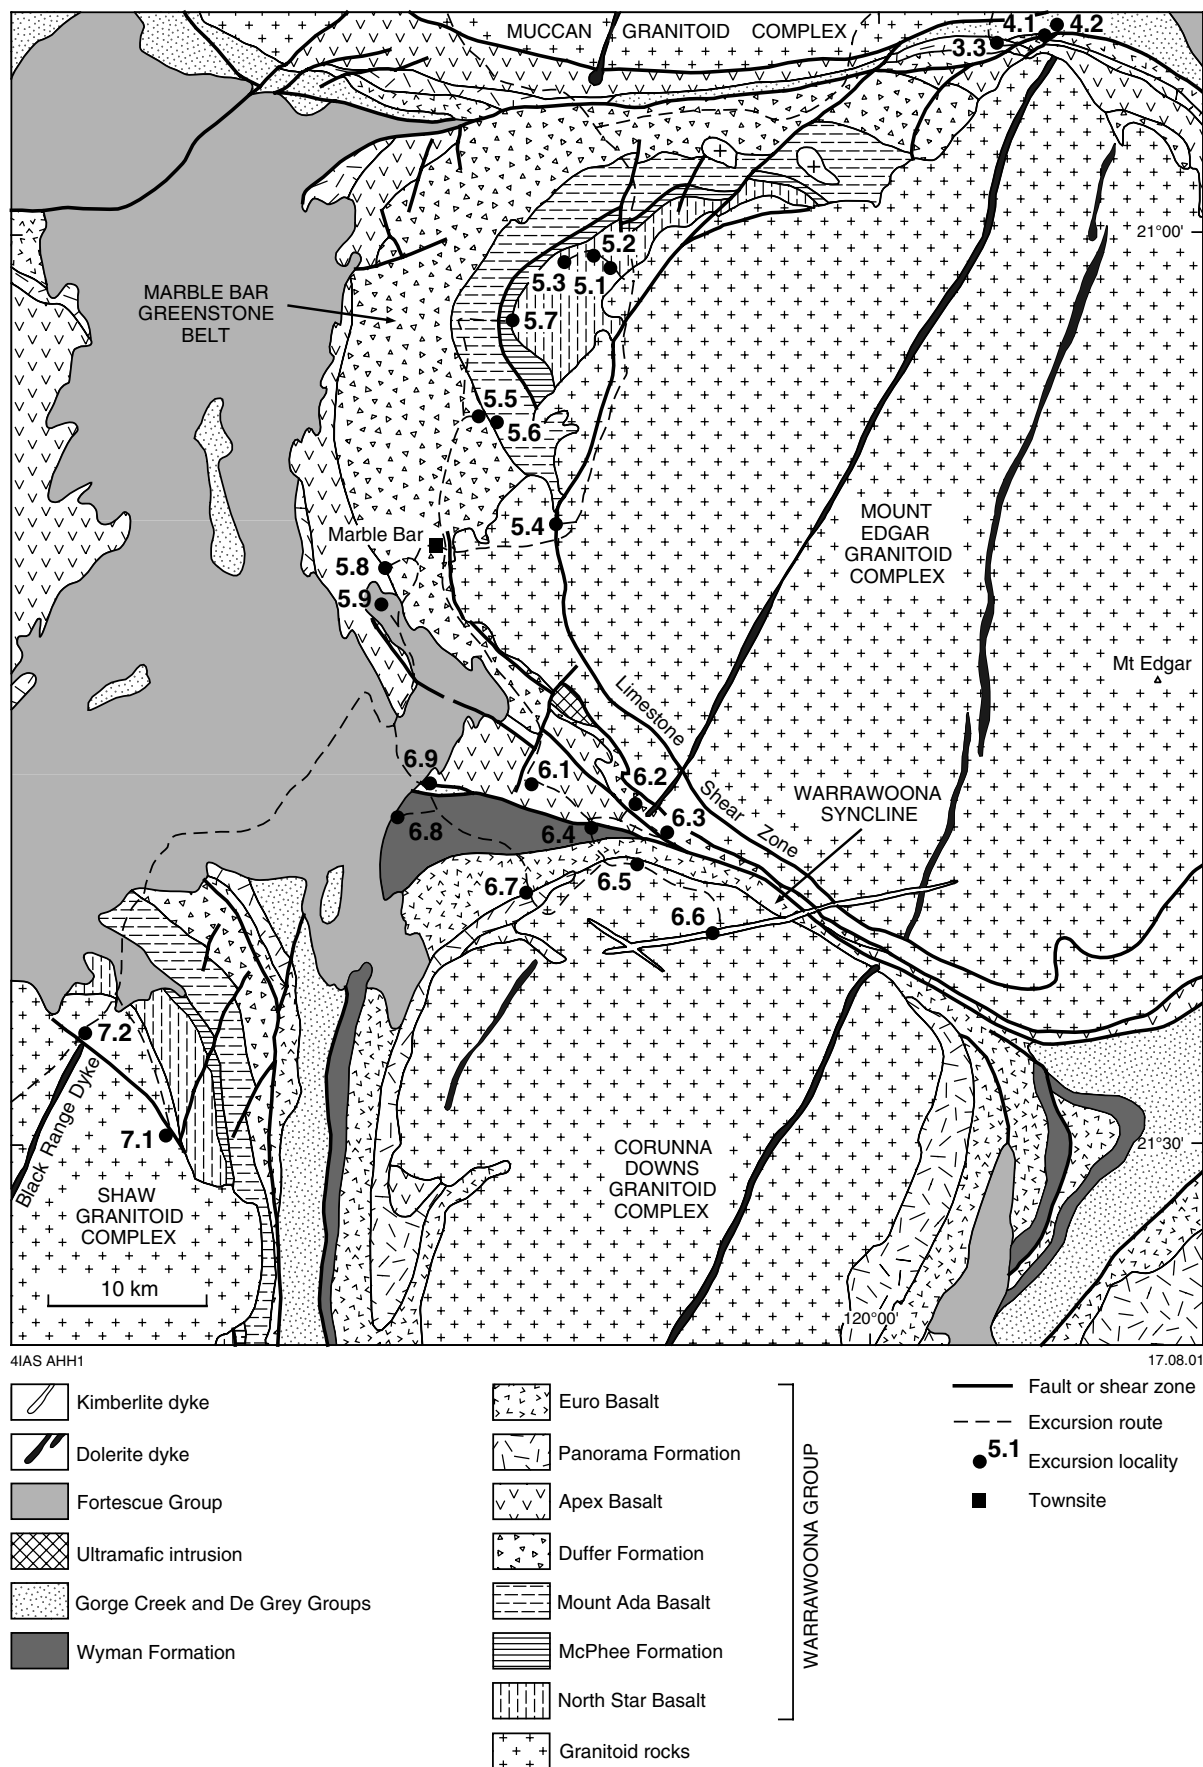 MUCCAN GRANITOID COMPLEX
4.1
4.2
3.3
21°00'
5.2
5.3
5.1
MARBLE BAR
GREENSTONE
BELT
5.7
5.5
5.6
5.4
Marble Bar
5.8
5.9
MOUNT
EDGAR
GRANITOID
COMPLEX
Mt Edgar
Limestone
Shear
Zone
6.9
6.1
6.2
WARRAWOONA
SYNCLINE
6.3
6.8
6.4
6.5
6.7
6.6
7.2
Black Range Dyke
7.1
21°30'
CORUNNA
DOWNS
GRANITOID
COMPLEX
SHAW
GRANITOID
COMPLEX
10 km
120°00'
4IAS AHH1
17.08.01
Kimberlite dyke
Dolerite dyke
Fortescue Group
Ultramafic intrusion
Gorge Creek and De Grey Groups
Wyman Formation
Euro Basalt
Panorama Formation
Apex Basalt
Duffer Formation
Mount Ada Basalt
McPhee Formation
North Star Basalt
Granitoid rocks
WARRAWOONA GROUP
Fault or shear zone
Excursion route
5.1
Excursion locality
Townsite